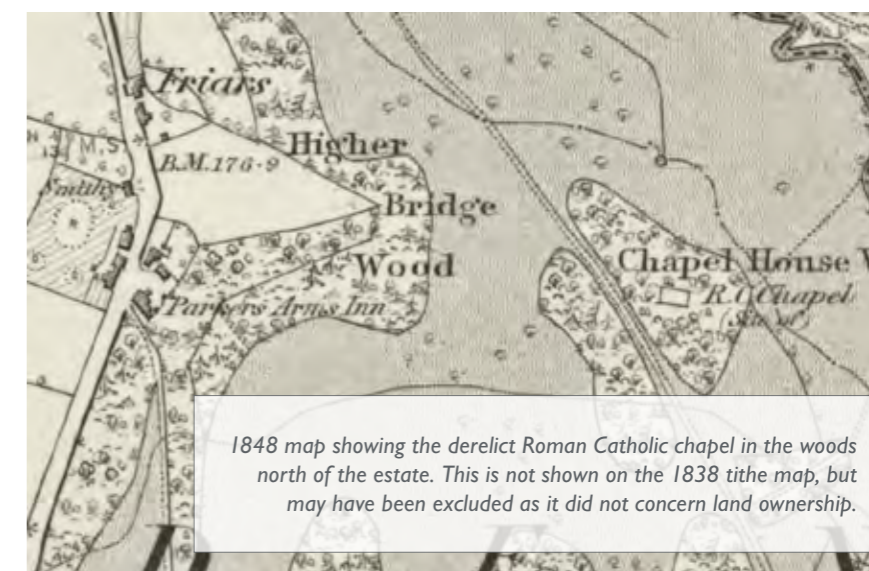 Friars
Higher
M.S
B.M.176·9
Smithy
Bridge
Wood
Chapel House W
Parkers Arms Inn
R.C. Chapel
(Site of)
1848 map showing the derelict Roman Catholic chapel in the woods
north of the estate. This is not shown on the 1838 tithe map, but
may have been excluded as it did not concern land ownership.